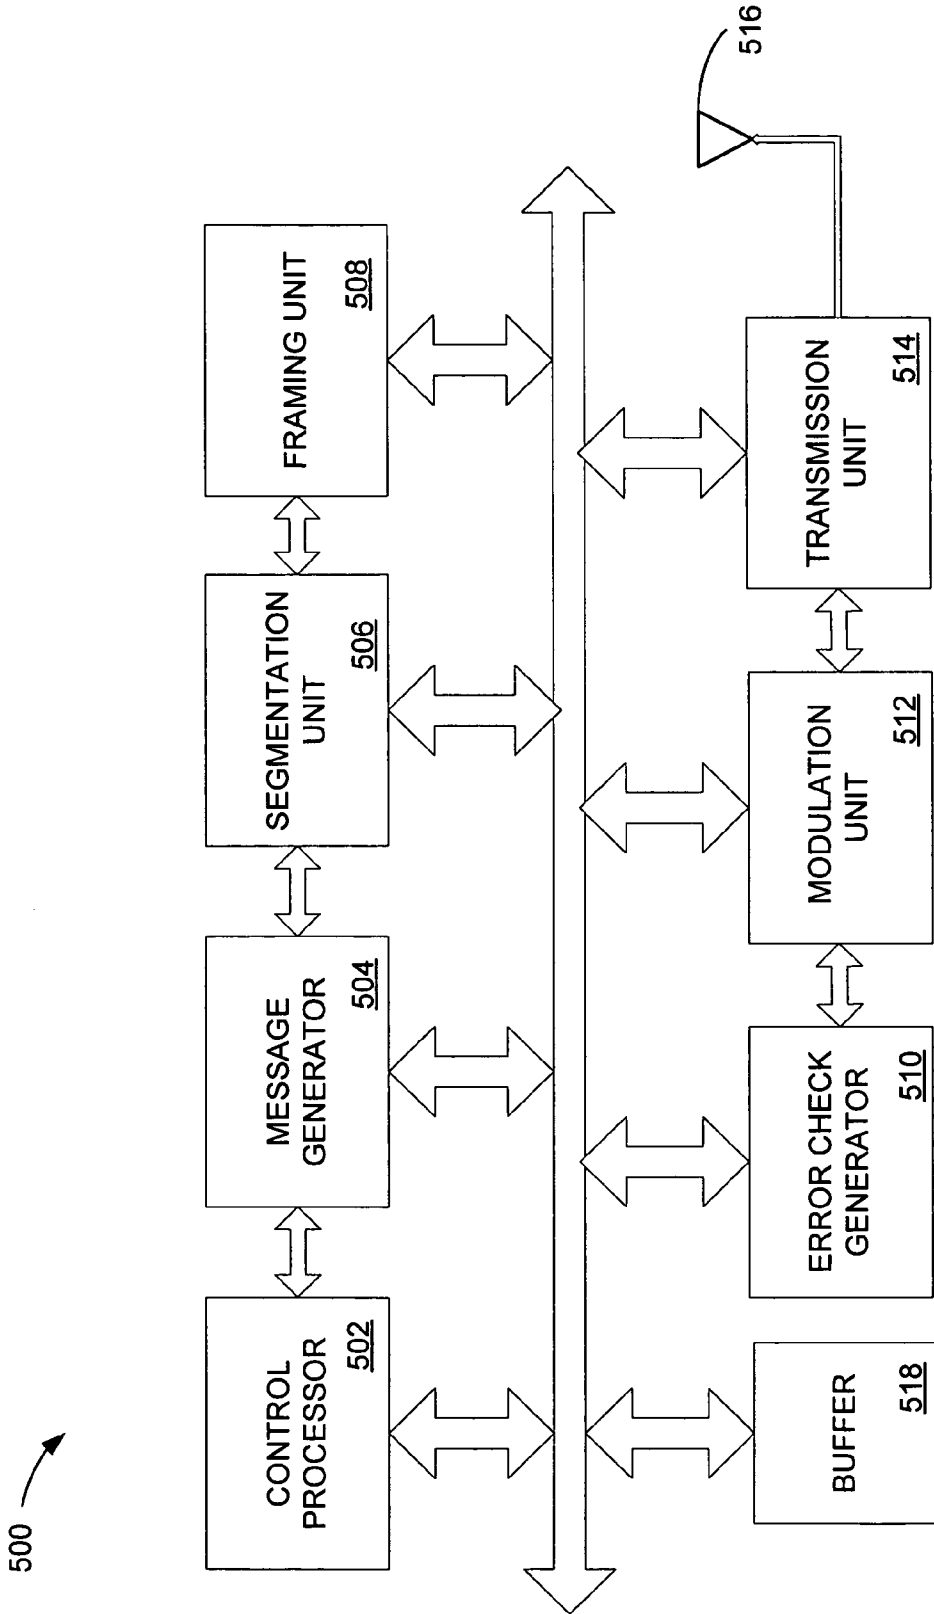 500
CONTROL
PROCESSOR
502
MESSAGE
GENERATOR
504
SEGMENTATION
UNIT
506
FRAMING UNIT
508
BUFFER
518
ERROR CHECK
GENERATOR
510
MODULATION
UNIT
512
TRANSMISSION
UNIT
514
516